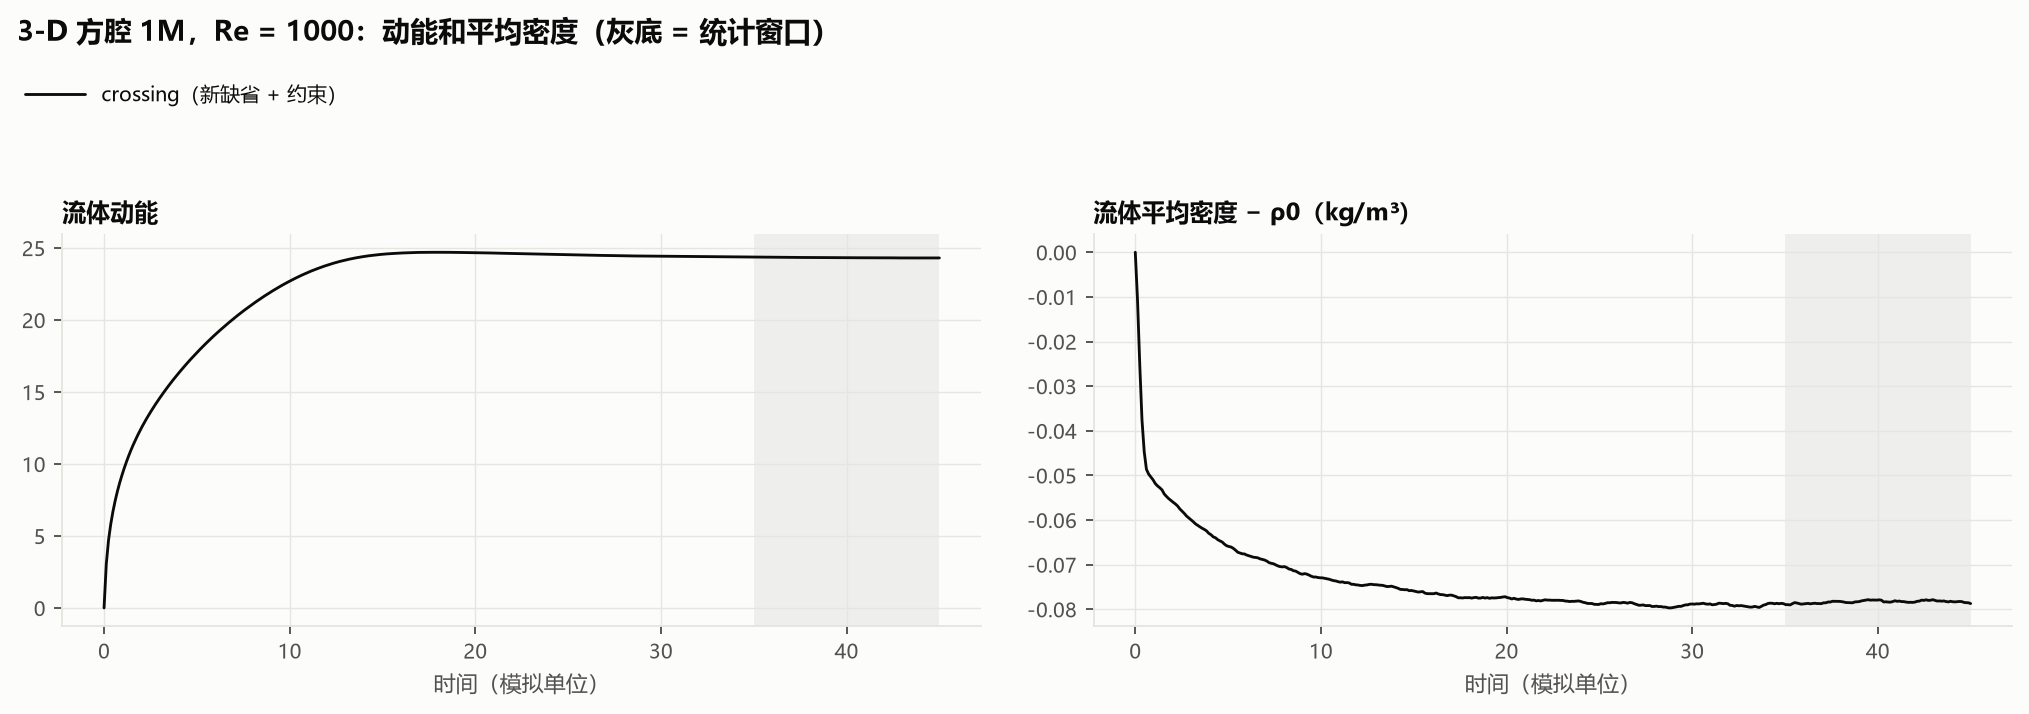 3-D 方腔 1M，Re = 1000：动能和平均密度（灰底 = 统计窗口）
crossing（新缺省 + 约束）
流体动能
25
20
15
10
5
0
0 10 20 30 40
时间（模拟单位）
流体平均密度 − ρ0（kg/m³）
0.00
-0.01
-0.02
-0.03
-0.04
-0.05
-0.06
-0.07
-0.08
0 10 20 30 40
时间（模拟单位）